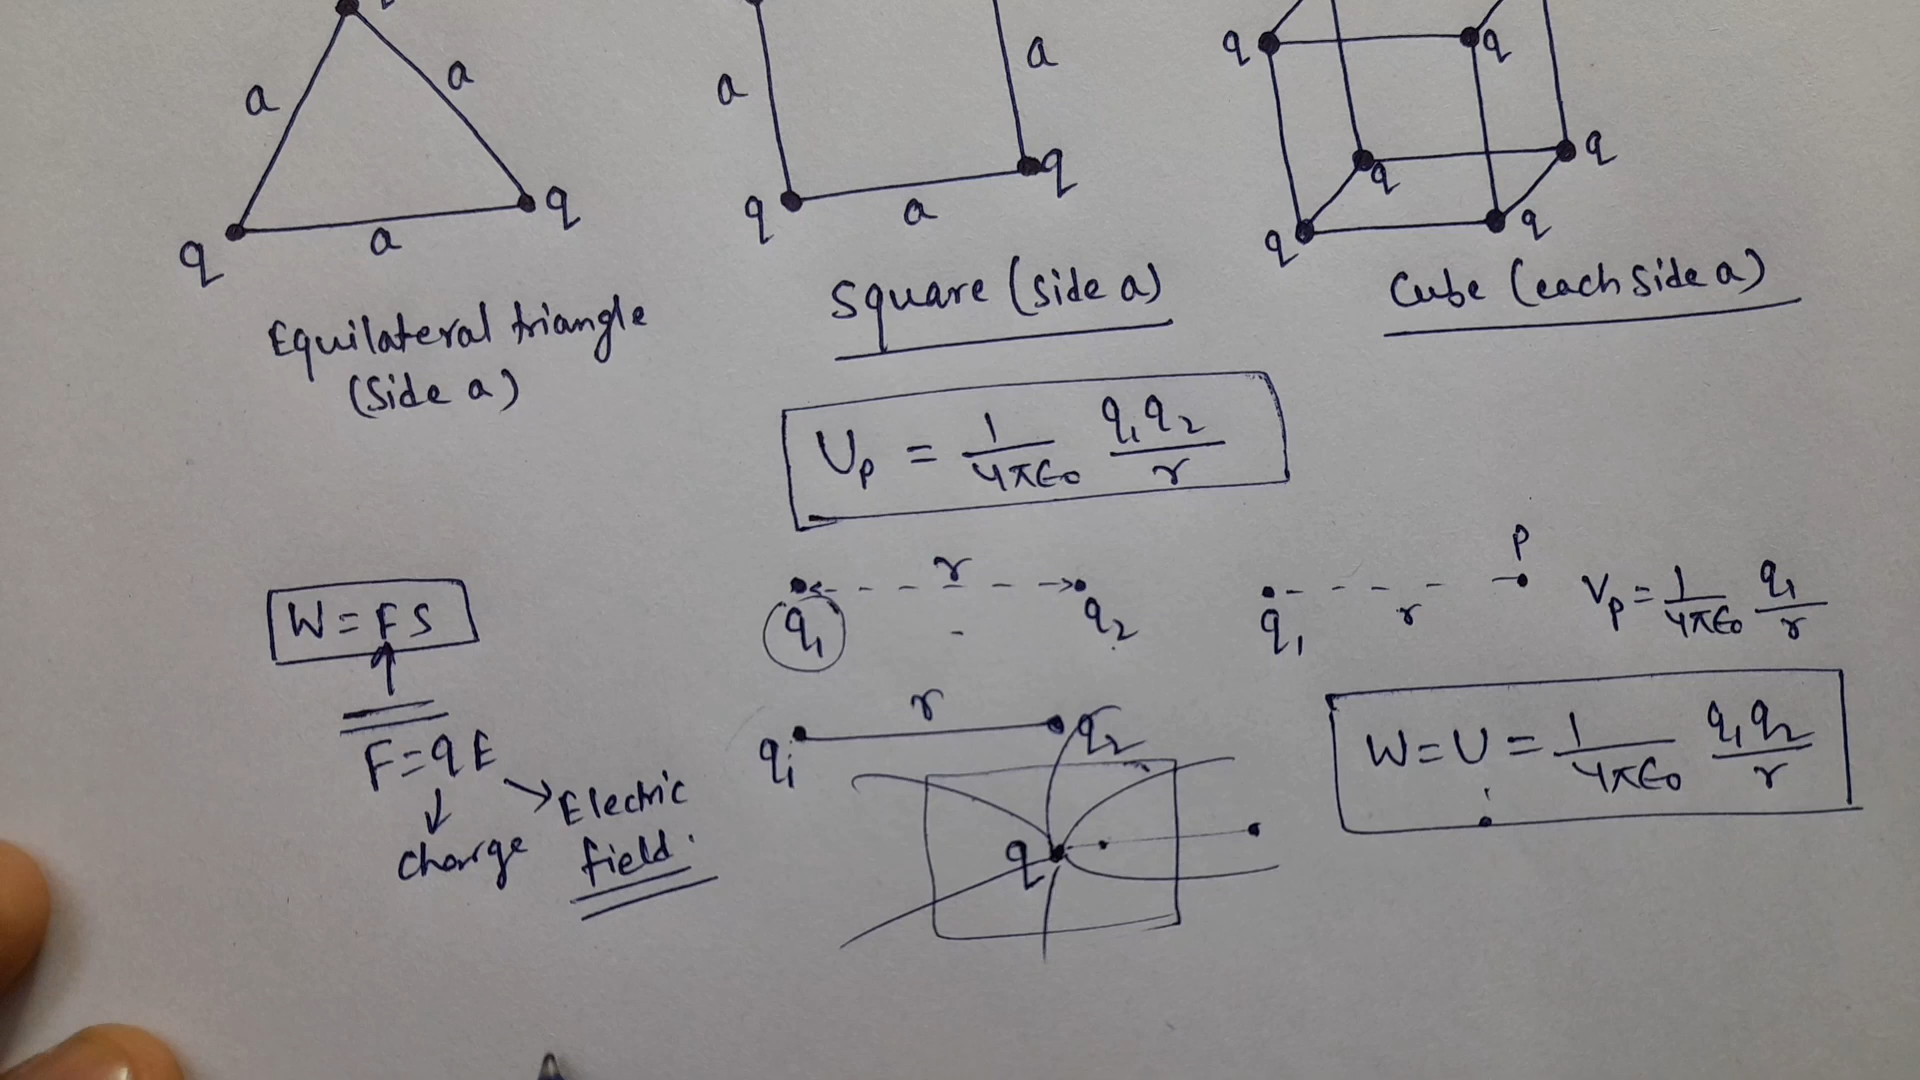 a
a
a
q
q
Equilateral triangle
(Side a)
a
a
a
q
q
Square (Side a)
q
q
q
q
q
q
Cube (each Side a)
Up = 1/4πϵ₀ q₁q₂/r
W = FS
F = qE
charge
Electric
field.
r
q₁
q₂
r
q₁
q₂
q
P
q₁
r
Vp = 1/4πϵ₀ q₁/r
W = U = 1/4πϵ₀ q₁q₂/r